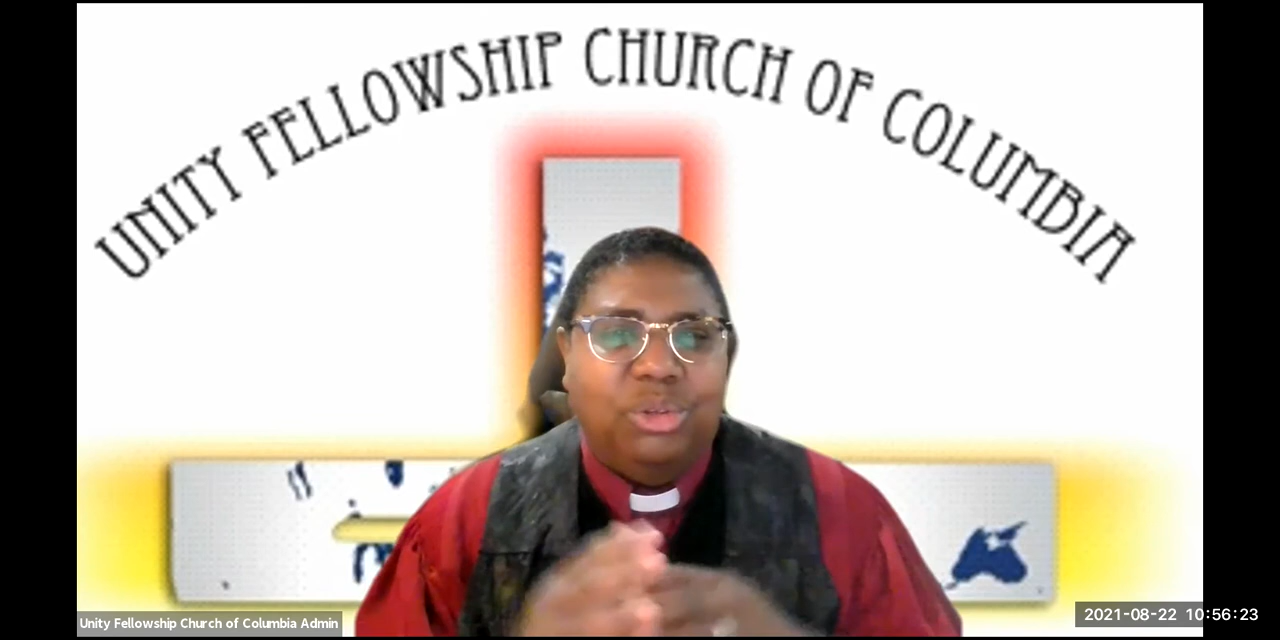 UNITY FELLOWSHIP CHURCH OF COLUMBIA
Unity Fellowship Church of Columbia Admin
2021-08-22 10:56:23